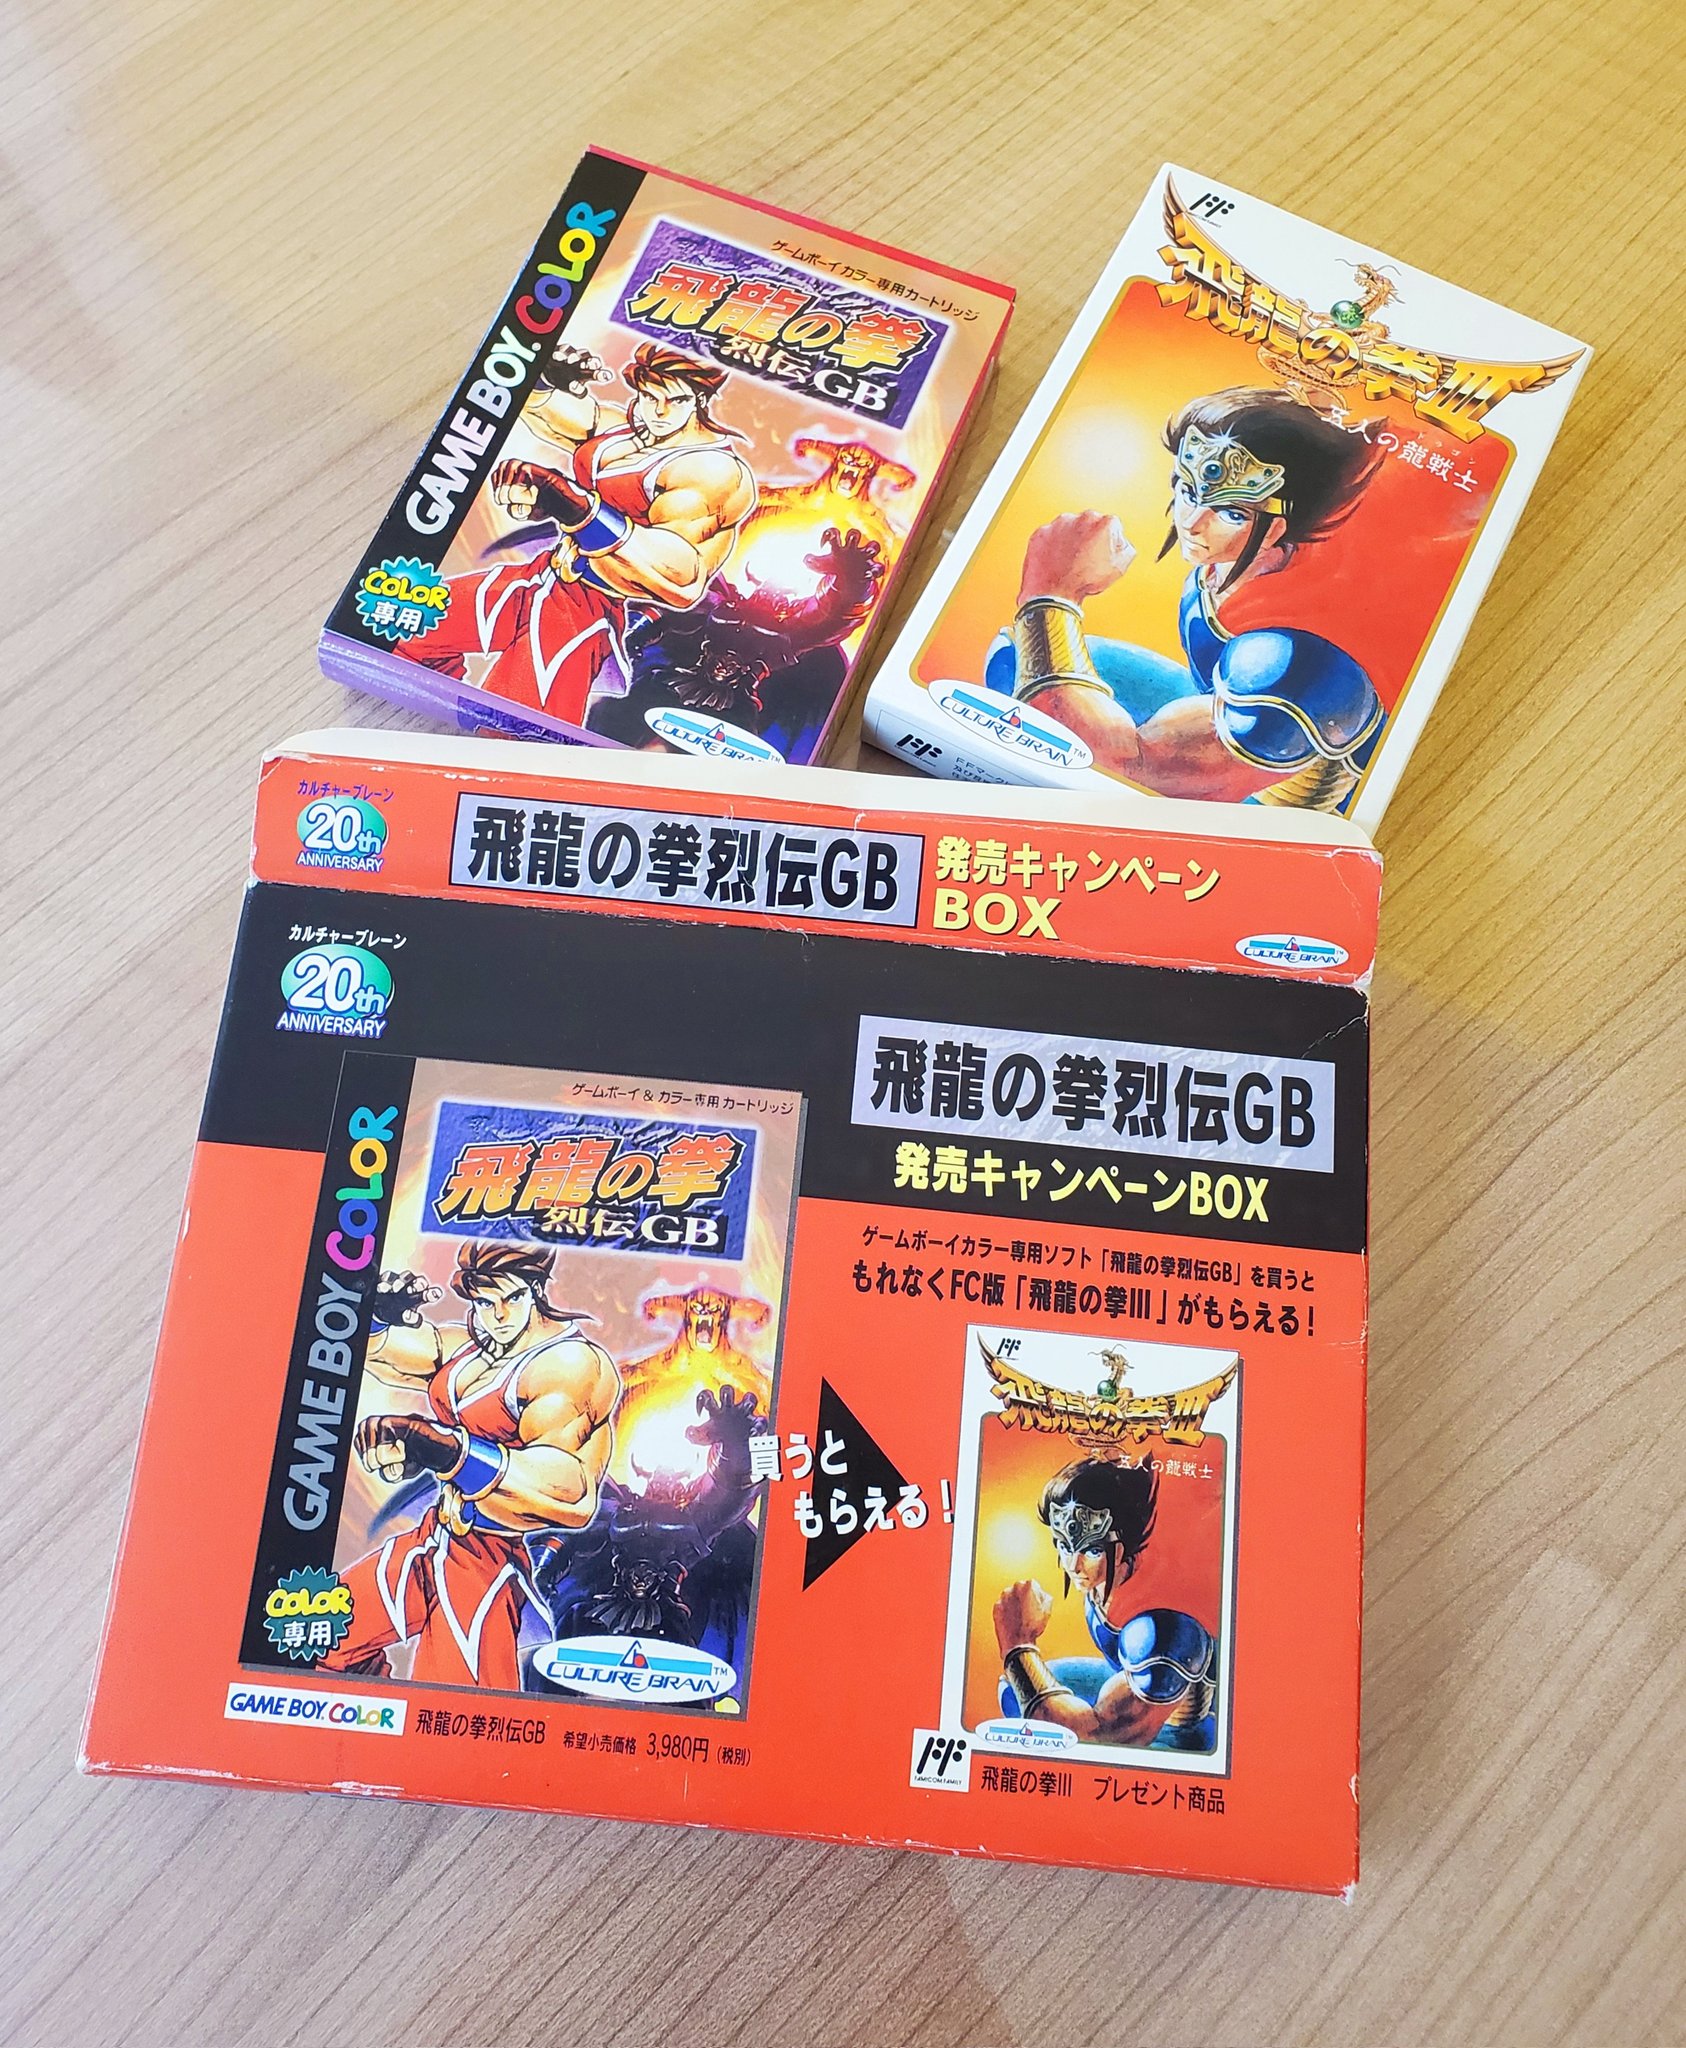 GAME BOY COLOR
ゲームボーイカラー専用カートリッジ
飛龍の拳
烈伝GB
COLOR
専用
CULTURE BRAIN TM
飛龍の拳III
五人の龍戦士
ドラゴン
CULTURE BRAIN TM
FFマーク
カルチャーブレーン
20th
ANNIVERSARY
飛龍の拳烈伝GB
発売キャンペーン
BOX
CULTURE BRAIN TM
カルチャーブレーン
20th
ANNIVERSARY
飛龍の拳烈伝GB
発売キャンペーンBOX
ゲームボーイカラー専用ソフト「飛龍の拳烈伝GB」を買うと
もれなくFC版「飛龍の拳III」がもらえる!
GAME BOY COLOR
ゲームボーイ&カラー専用カートリッジ
飛龍の拳
烈伝GB
COLOR
専用
CULTURE BRAIN TM
買うと
もらえる!
飛龍の拳III
五人の龍戦士
CULTURE BRAIN
GAME BOY COLOR
飛龍の拳烈伝GB 希望小売価格 3,980円(税別)
FAMICOM FAMILY
飛龍の拳III プレゼント商品